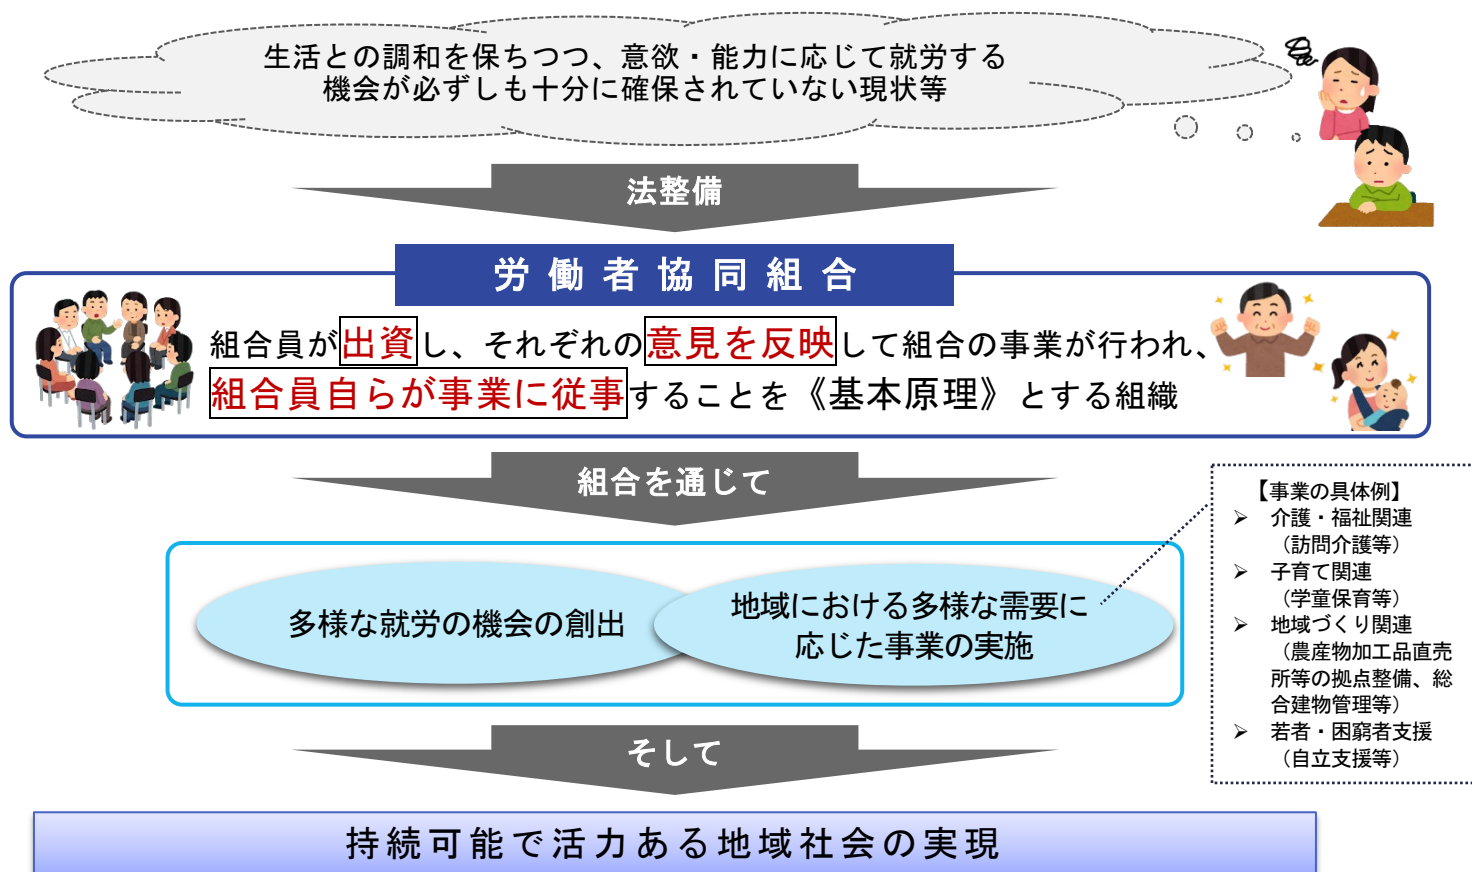 生活との調和を保ちつつ、意欲・能力に応じて就労する
機会が必ずしも十分に確保されていない現状等
法整備
労働者協同組合
組合員が出資し、それぞれの意見を反映して組合の事業が行われ、
組合員自らが事業に従事することを《基本原理》とする組織
組合を通じて
多様な就労の機会の創出
地域における多様な需要に
応じた事業の実施
【事業の具体例】
➢ 介護・福祉関連
（訪問介護等）
➢ 子育て関連
（学童保育等）
➢ 地域づくり関連
（農産物加工品直売
所等の拠点整備、総
合建物管理等）
➢ 若者・困窮者支援
（自立支援等）
そして
持続可能で活力ある地域社会の実現